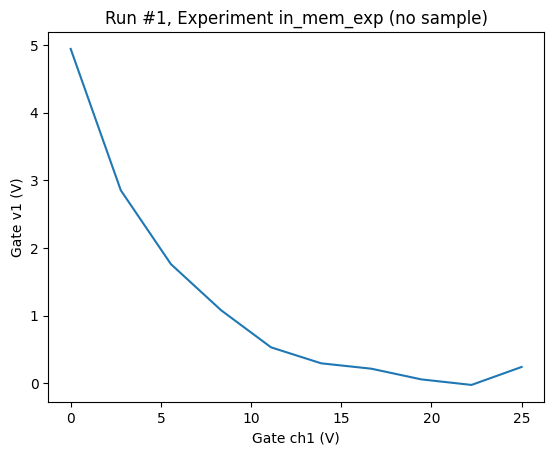 Run #1, Experiment in_mem_exp (no sample)
5
4
3
2
1
0
Gate v1 (V)
0 5 10 15 20 25
Gate ch1 (V)